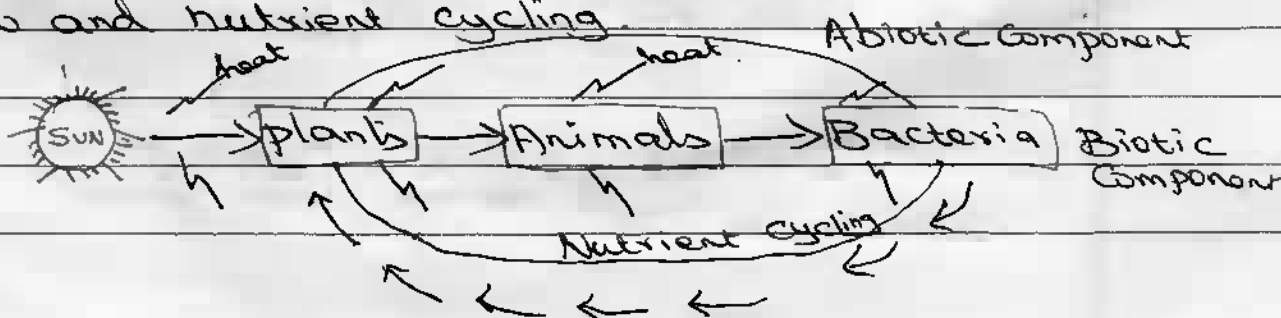 and nutrient cycling.
heat heat. Abiotic Component
SUN plants Animals Bacteria Biotic
Component
Nutrient cycling